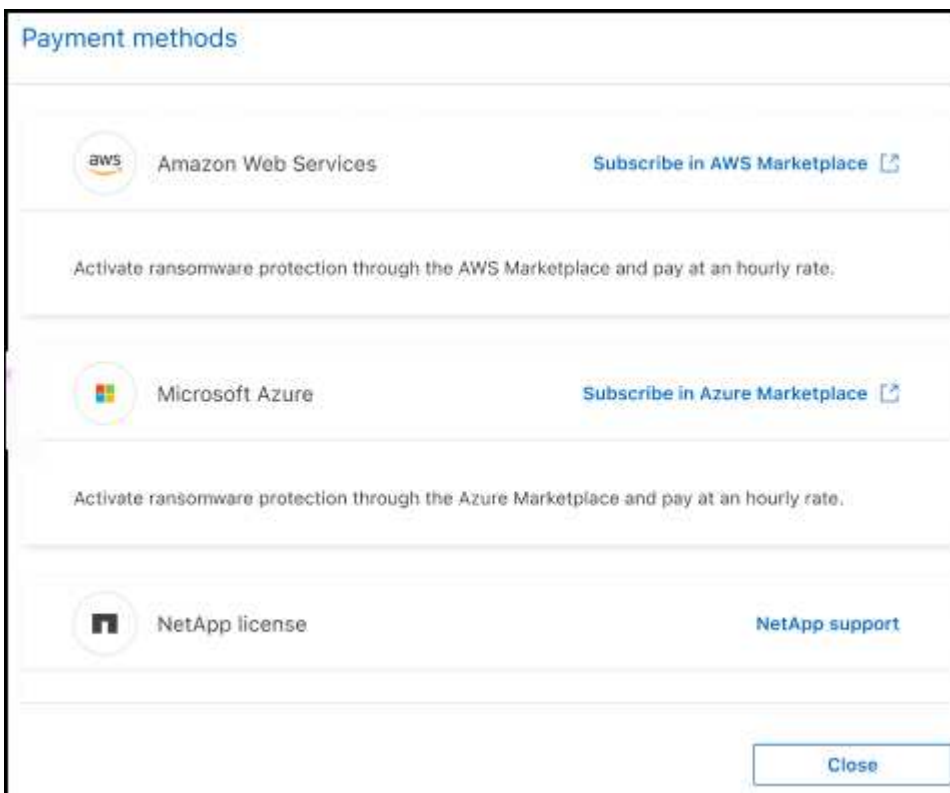 Payment methods
aws
Amazon Web Services
Subscribe in AWS Marketplace
Activate ransomware protection through the AWS Marketplace and pay at an hourly rate.
Microsoft Azure
Subscribe in Azure Marketplace
Activate ransomware protection through the Azure Marketplace and pay at an hourly rate.
NetApp license
NetApp support
Close